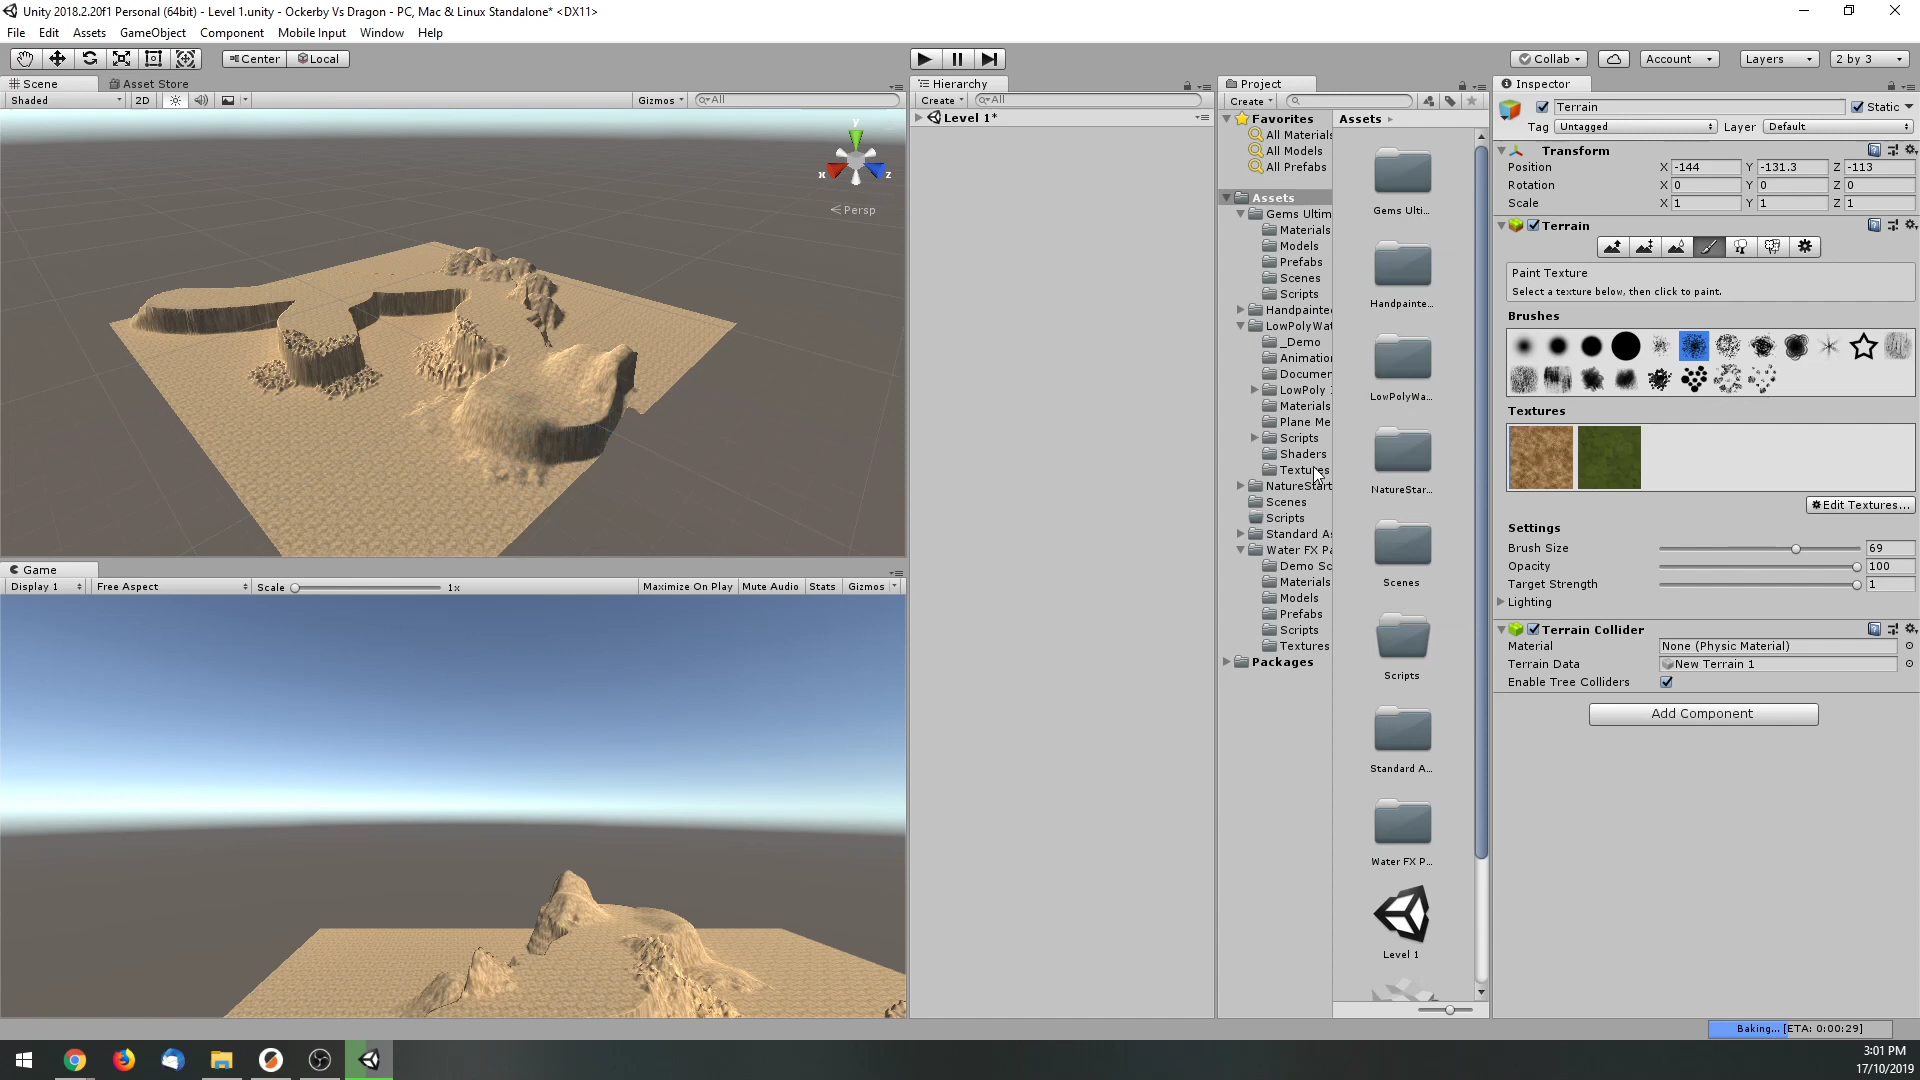 Unity 2018.2.20f1 Personal (64bit) - Level 1.unity - Ockerby Vs Dragon - PC, Mac & Linux Standalone* <DX11>
File Edit Assets GameObject Component Mobile Input Window Help
Center Local
Collab Account Layers 2 by 3
Scene Asset Store
Shaded 2D Gizmos All
y
x z
Persp
Game
Display 1 Free Aspect Scale 1x Maximize On Play Mute Audio Stats Gizmos
Hierarchy
Create All
Level 1*
Project
Create
Favorites
All Materials
All Models
All Prefabs
Assets
Gems Ultim
Materials
Models
Prefabs
Scenes
Scripts
Handpainted
LowPolyWat
_Demo
Animation
Documen
LowPoly
Materials
Plane Me
Scripts
Shaders
Textures
NatureStart
Scenes
Scripts
Standard As
Water FX Pa
Demo Sc
Materials
Models
Prefabs
Scripts
Textures
Packages
Assets
Gems Ulti...
Handpainte...
LowPolyWa...
NatureStar...
Scenes
Scripts
Standard A...
Water FX P...
Level 1
Inspector
Terrain Static
Tag Untagged Layer Default
Transform
Position X -144 Y -131.3 Z -113
Rotation X 0 Y 0 Z 0
Scale X 1 Y 1 Z 1
Terrain
Paint Texture
Select a texture below, then click to paint.
Brushes
Textures
Edit Textures...
Settings
Brush Size 69
Opacity 100
Target Strength 1
Lighting
Terrain Collider
Material None (Physic Material)
Terrain Data New Terrain 1
Enable Tree Colliders
Add Component
Baking... [ETA: 0:00:29]
3:01 PM
17/10/2019